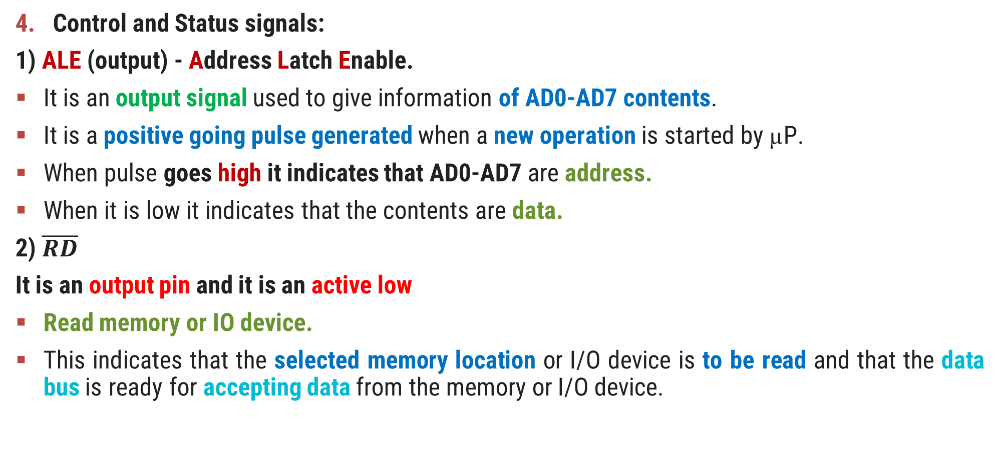 4. Control and Status signals:
1) ALE (output) - Address Latch Enable.
▪ It is an output signal used to give information of AD0-AD7 contents.
▪ It is a positive going pulse generated when a new operation is started by μP.
▪ When pulse goes high it indicates that AD0-AD7 are address.
▪ When it is low it indicates that the contents are data.
2) R̅D̅
It is an output pin and it is an active low
▪ Read memory or IO device.
▪ This indicates that the selected memory location or I/O device is to be read and that the data
bus is ready for accepting data from the memory or I/O device.